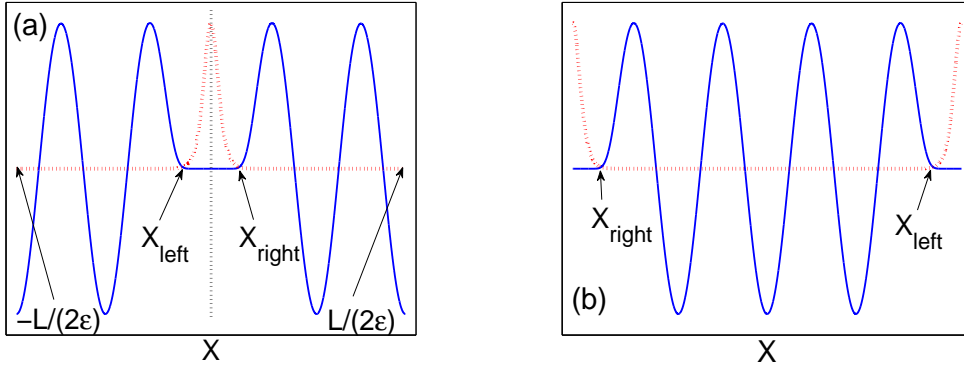 (a)
X_left
X_right
−L/(2ε)
L/(2ε)
X
X_right
X_left
(b)
X